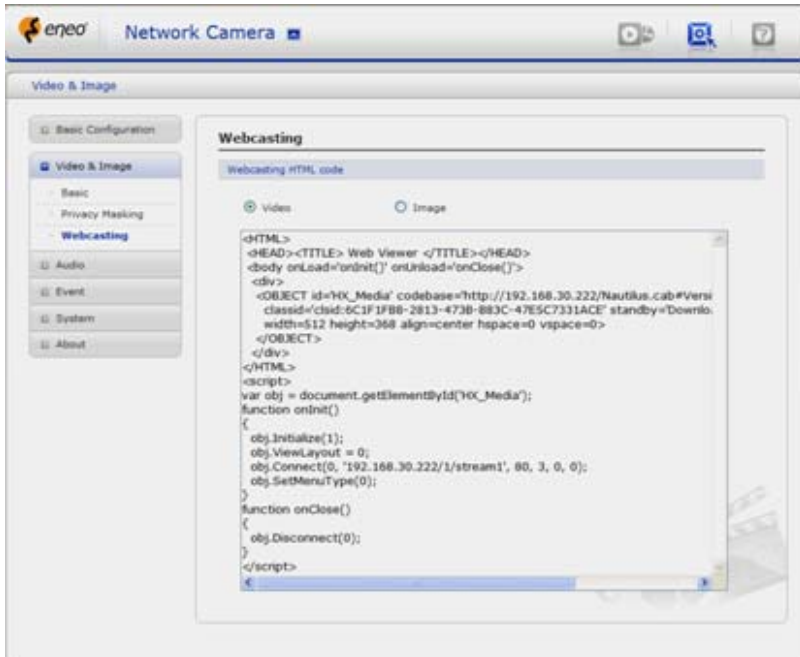 eneo Network Camera
Video & Image
Basic Configuration
Video & Image
Basic
Privacy Masking
Webcasting
Audio
Event
System
About
Webcasting
Webcasting HTML code
Video Image
<HTML>
<HEAD><TITLE> Web Viewer </TITLE></HEAD>
<body onLoad='onInit()' onUnload='onClose()'>
<div>
<OBJECT id='HX_Media' codebase='http://192.168.30.222/Nautilus.cab#Versi
classid='clsid:6C1F1FBB-2813-473B-B83C-47E5C7331ACE' standby='Downlo
width=512 height=368 align=center hspace=0 vspace=0>
</OBJECT>
</div>
</HTML>
<script>
var obj = document.getElementById('HX_Media');
function onInit()
{
obj.Initialize(1);
obj.ViewLayout = 0;
obj.Connect(0, '192.168.30.222/1/stream1', 80, 3, 0, 0);
obj.SetMenuType(0);
}
function onClose()
{
obj.Disconnect(0);
}
</script>